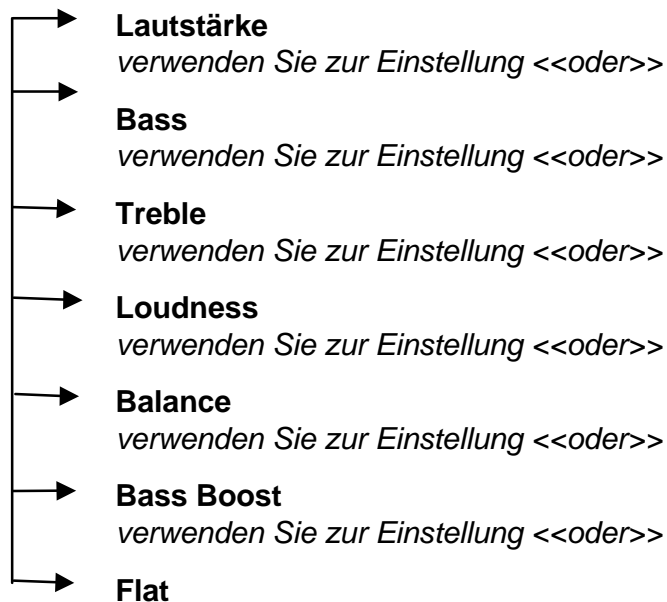 Lautstärke
verwenden Sie zur Einstellung <<oder>>
Bass
verwenden Sie zur Einstellung <<oder>>
Treble
verwenden Sie zur Einstellung <<oder>>
Loudness
verwenden Sie zur Einstellung <<oder>>
Balance
verwenden Sie zur Einstellung <<oder>>
Bass Boost
verwenden Sie zur Einstellung <<oder>>
Flat